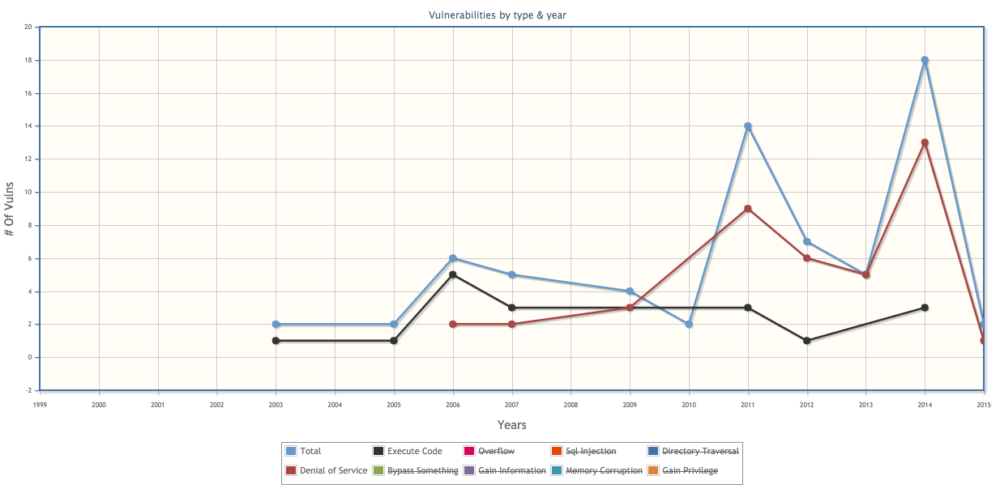 Vulnerabilities by type & year
20
18
16
14
12
10
8
6
4
2
0
-2
# Of Vulns
1999 2000 2001 2002 2003 2004 2005 2006 2007 2008 2009 2010 2011 2012 2013 2014 2015
Years
Total Execute Code Overflow Sql Injection Directory Traversal
Denial of Service Bypass Something Gain Information Memory Corruption Gain Privilege